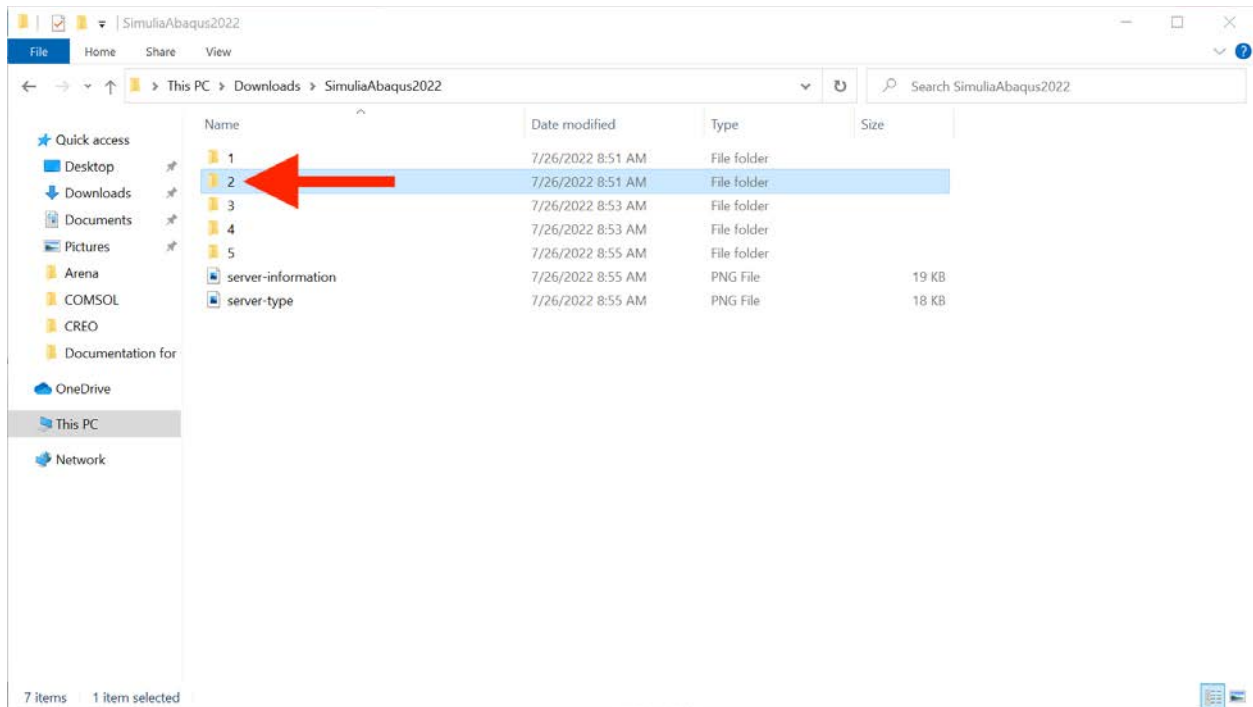 SimuliaAbaqus2022
File Home Share View
This PC > Downloads > SimuliaAbaqus2022
Search SimuliaAbaqus2022
Name Date modified Type Size
Quick access
Desktop
Downloads
Documents
Pictures
Arena
COMSOL
CREO
Documentation for
OneDrive
This PC
Network
1 7/26/2022 8:51 AM File folder
2 7/26/2022 8:51 AM File folder
3 7/26/2022 8:53 AM File folder
4 7/26/2022 8:53 AM File folder
5 7/26/2022 8:55 AM File folder
server-information 7/26/2022 8:55 AM PNG File 19 KB
server-type 7/26/2022 8:55 AM PNG File 18 KB
7 items 1 item selected